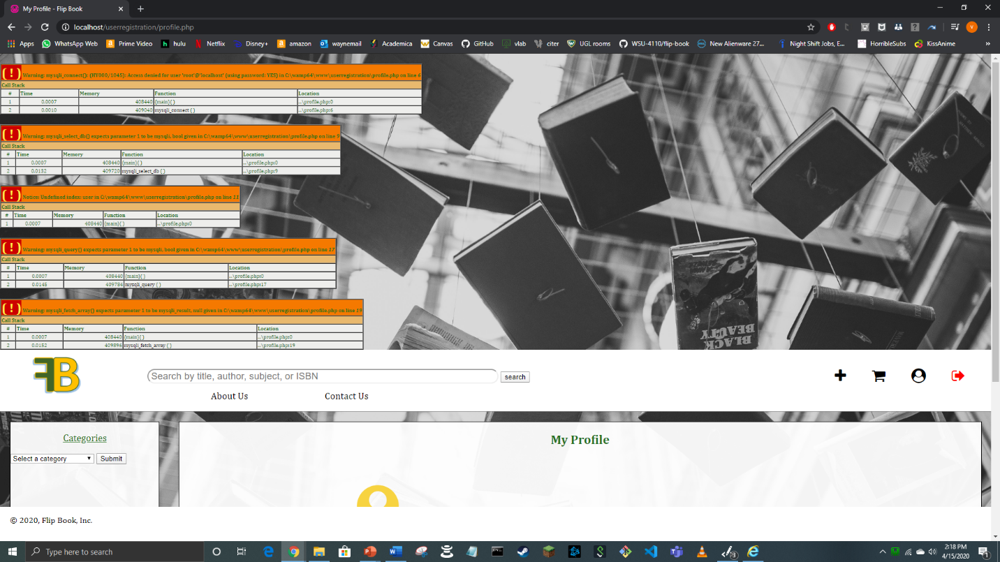 My Profile - Flip Book
localhost/userregistration/profile.php
Apps WhatsApp Web Prime Video hulu Netflix Disney+ amazon waynemail Academica Canvas GitHub vlab citer UGL rooms WSU-4110/flip-book New Alienware 27... Night Shift Jobs, E... HorribleSubs KissAnime »
( ! ) Warning: mysqli_connect(): (HY000/1045): Access denied for user 'root'@'localhost' (using password: YES) in C:\wamp64\www\userregistration\profile.php on line 6
Call Stack
# Time Memory Function Location
1 0.0007 408440 {main}( ) ...\profile.php:0
2 0.0010 409040 mysqli_connect ( ) ...\profile.php:6
( ! ) Warning: mysqli_select_db() expects parameter 1 to be mysqli, bool given in C:\wamp64\www\userregistration\profile.php on line 9
Call Stack
# Time Memory Function Location
1 0.0007 408440 {main}( ) ...\profile.php:0
2 0.0132 409720 mysqli_select_db ( ) ...\profile.php:9
( ! ) Notice: Undefined index: user in C:\wamp64\www\userregistration\profile.php on line 11
Call Stack
# Time Memory Function Location
1 0.0007 408440 {main}( ) ...\profile.php:0
( ! ) Warning: mysqli_query() expects parameter 1 to be mysqli, bool given in C:\wamp64\www\userregistration\profile.php on line 17
Call Stack
# Time Memory Function Location
1 0.0007 408440 {main}( ) ...\profile.php:0
2 0.0145 409784 mysqli_query ( ) ...\profile.php:17
( ! ) Warning: mysqli_fetch_array() expects parameter 1 to be mysqli_result, null given in C:\wamp64\www\userregistration\profile.php on line 19
Call Stack
# Time Memory Function Location
1 0.0007 408440 {main}( ) ...\profile.php:0
2 0.0152 409896 mysqli_fetch_array ( ) ...\profile.php:19
BLACK
BEAUTY
FB
Search by title, author, subject, or ISBN search
About Us Contact Us
Categories
My Profile
Select a category Submit
© 2020, Flip Book, Inc.
Type here to search
2:18 PM
4/15/2020